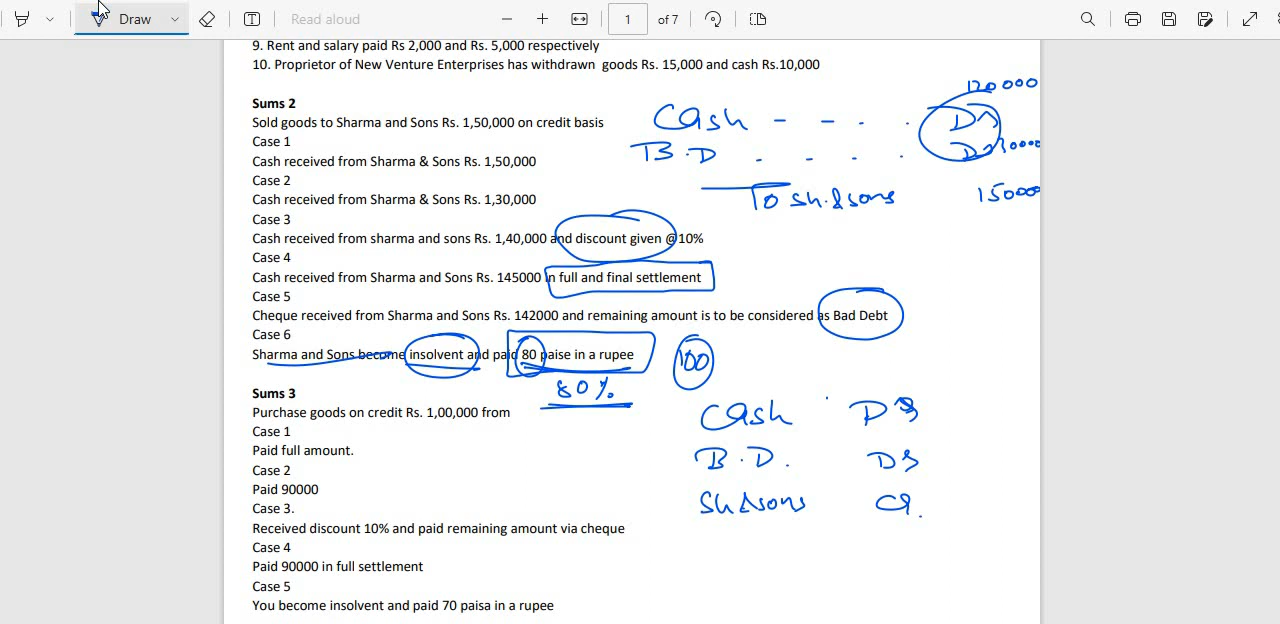 Draw
Read aloud
1
of 7
9. Rent and salary paid Rs 2,000 and Rs. 5,000 respectively
10. Proprietor of New Venture Enterprises has withdrawn goods Rs. 15,000 and cash Rs.10,000
Sums 2
120000
Sold goods to Sharma and Sons Rs. 1,50,000 on credit basis
Cash - - . . Dr
Case 1
B.D . . . . Dr 30000
Cash received from Sharma & Sons Rs. 1,50,000
Case 2
Cash received from Sharma & Sons Rs. 1,30,000
To Sh. & sons 150000
Case 3
Cash received from sharma and sons Rs. 1,40,000 and discount given @10%
Case 4
Cash received from Sharma and Sons Rs. 145000 in full and final settlement
Case 5
Cheque received from Sharma and Sons Rs. 142000 and remaining amount is to be considered as Bad Debt
Case 6
Sharma and Sons become insolvent and paid 80 paise in a rupee
100
80%
Sums 3
Purchase goods on credit Rs. 1,00,000 from
Cash Dr
Case 1
Paid full amount.
B.D. Dr
Case 2
Paid 90000
Sh & sons Cr.
Case 3.
Received discount 10% and paid remaining amount via cheque
Case 4
Paid 90000 in full settlement
Case 5
You become insolvent and paid 70 paisa in a rupee